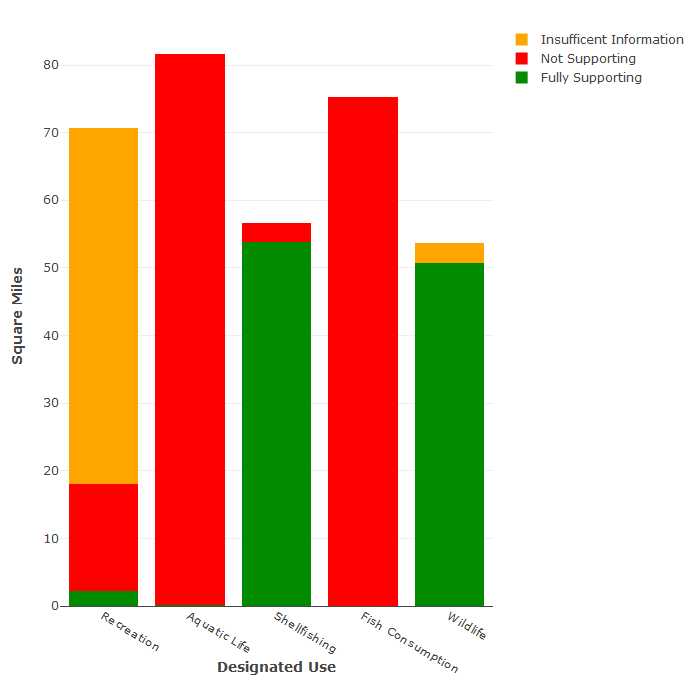 Insufficent Information
Not Supporting
Fully Supporting
80
70
60
50
40
30
20
10
0
Square Miles
Recreation
Aquatic Life
Shellfishing
Fish Consumption
Wildlife
Designated Use